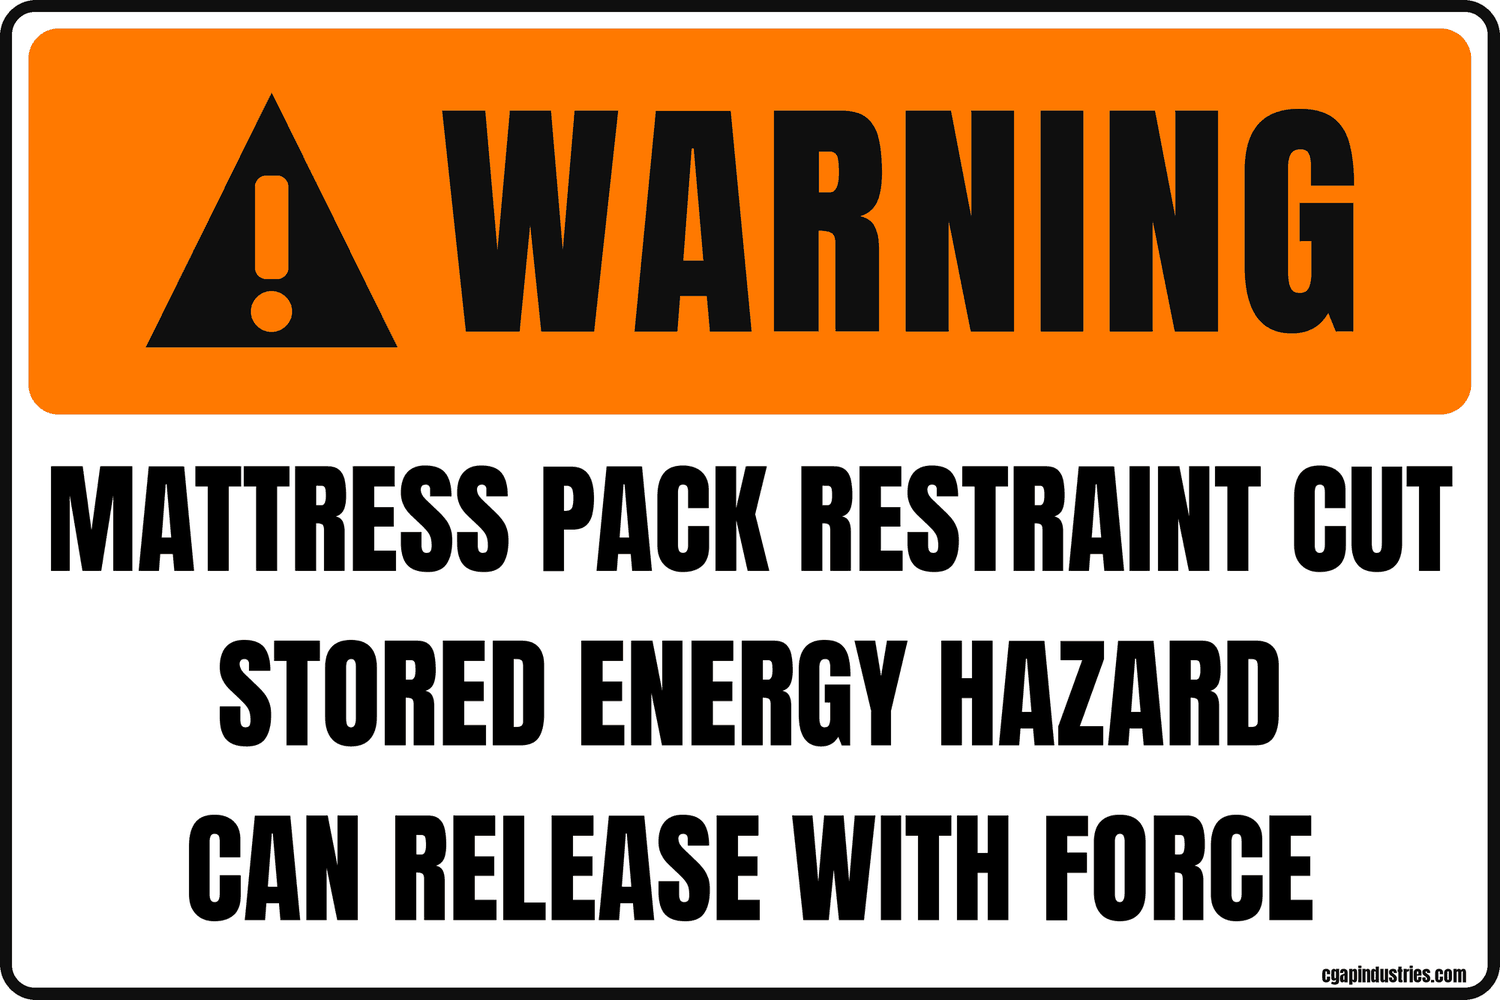 WARNING
MATTRESS PACK RESTRAINT CUT
STORED ENERGY HAZARD
CAN RELEASE WITH FORCE
cgapindustries.com